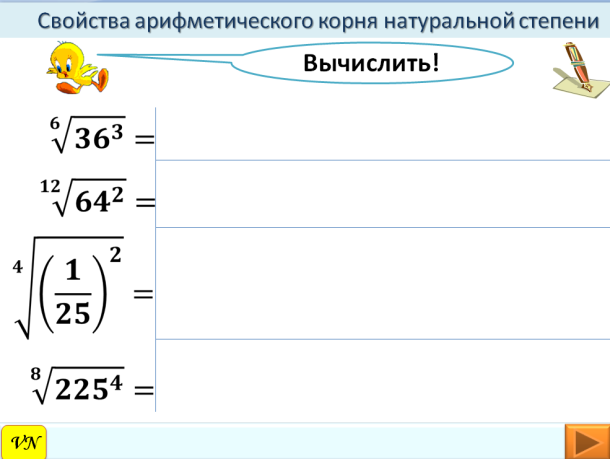 Свойства арифметического корня натуральной степени
Вычислить!
⁶√36³ =
¹²√64² =
⁴√(1/25)² =
⁸√225⁴ =
VN